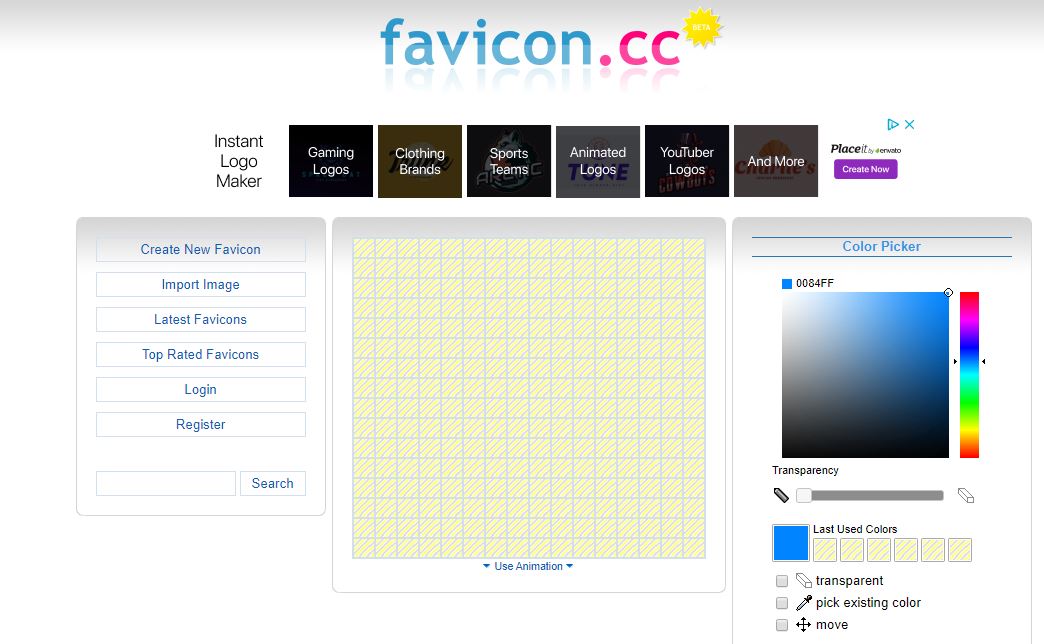 favicon.cc
BETA
Instant
Logo
Maker
Gaming
Logos
Clothing
Brands
Sports
Teams
Animated
Logos
TUNE
YouTuber
Logos
COWBOYS
And More
Placeit by envato
Create Now
Create New Favicon
Import Image
Latest Favicons
Top Rated Favicons
Login
Register
Search
Use Animation
Color Picker
0084FF
Transparency
Last Used Colors
transparent
pick existing color
move